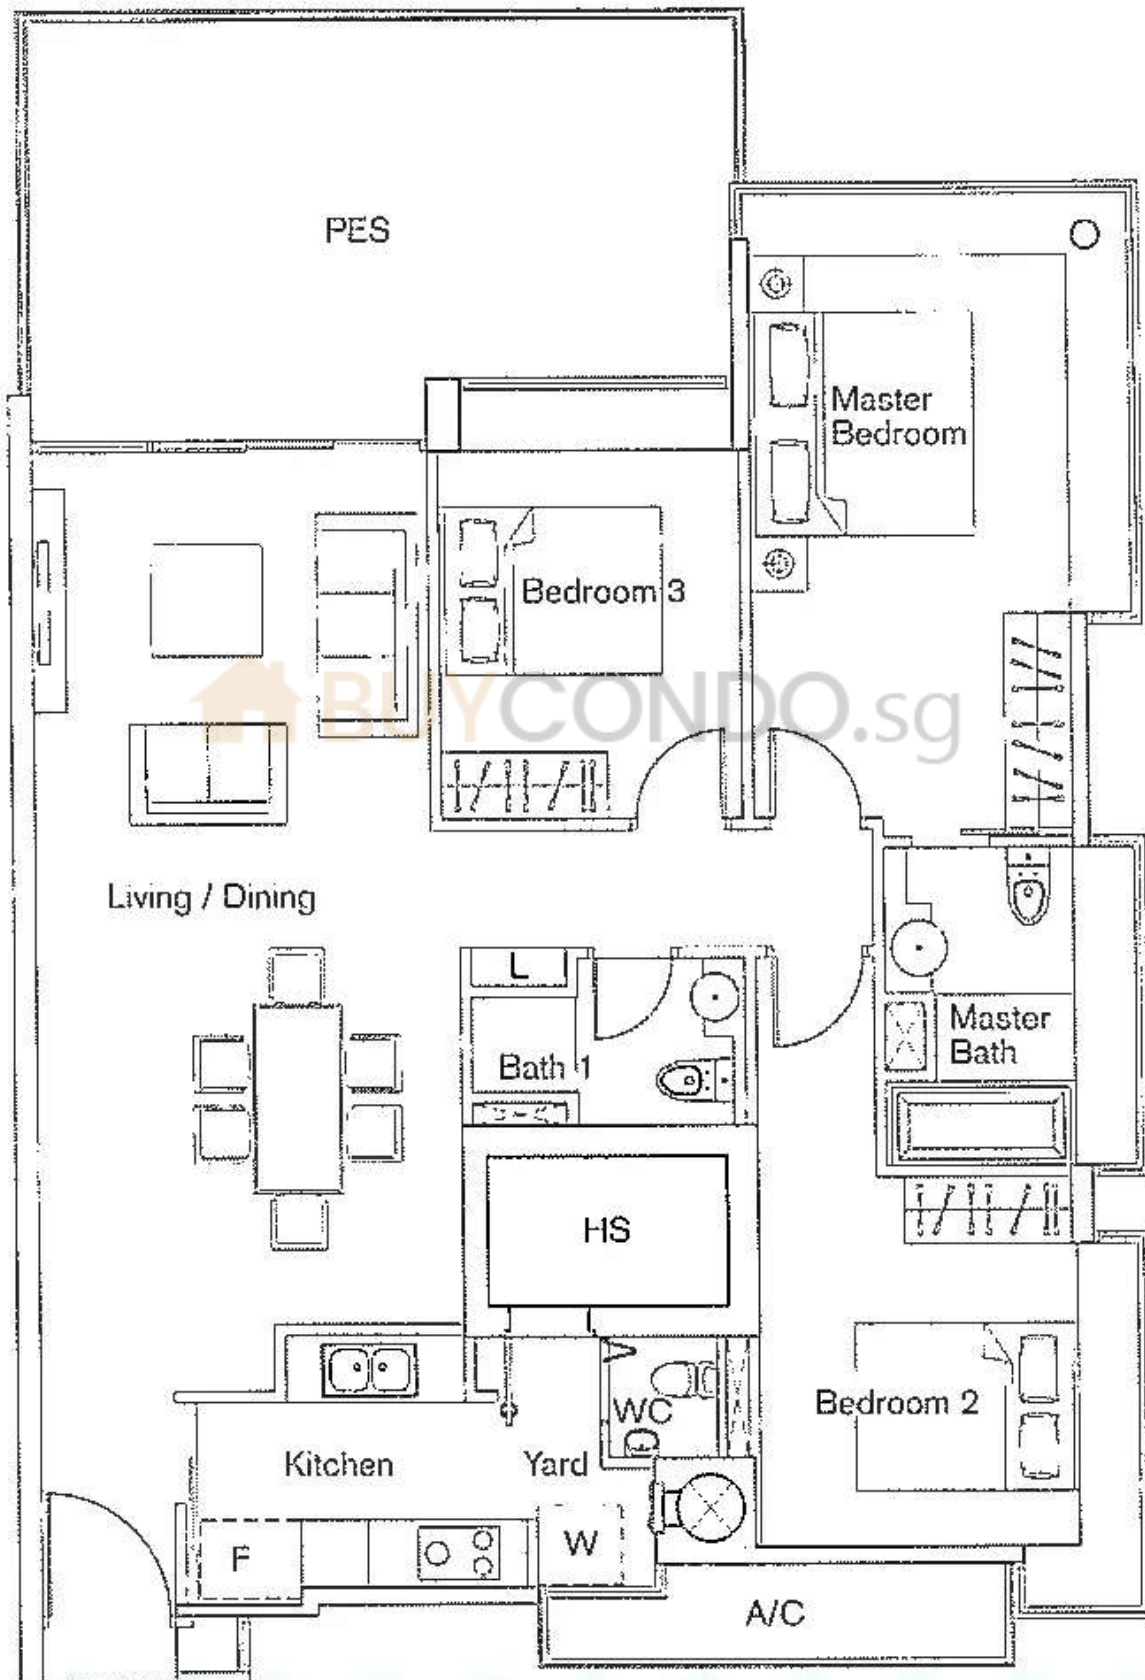 PES
Master
Bedroom
Bedroom 3
BUYCONDO.sg
Living / Dining
L
Bath 1
Master
Bath
HS
WC
Bedroom 2
Kitchen
Yard
F
W
A/C